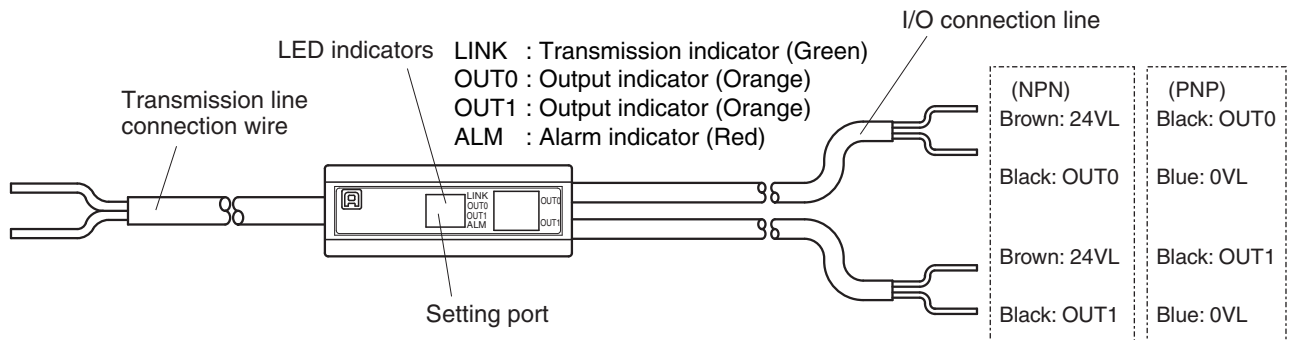 I/O connection line
LED indicators
LINK : Transmission indicator (Green)
OUT0 : Output indicator (Orange)
OUT1 : Output indicator (Orange)
ALM : Alarm indicator (Red)
Transmission line
connection wire
LINK
OUT0
OUT1
ALM
OUT0
OUT1
Setting port
(NPN)
Brown: 24VL
Black: OUT0
Brown: 24VL
Black: OUT1
(PNP)
Black: OUT0
Blue: 0VL
Black: OUT1
Blue: 0VL